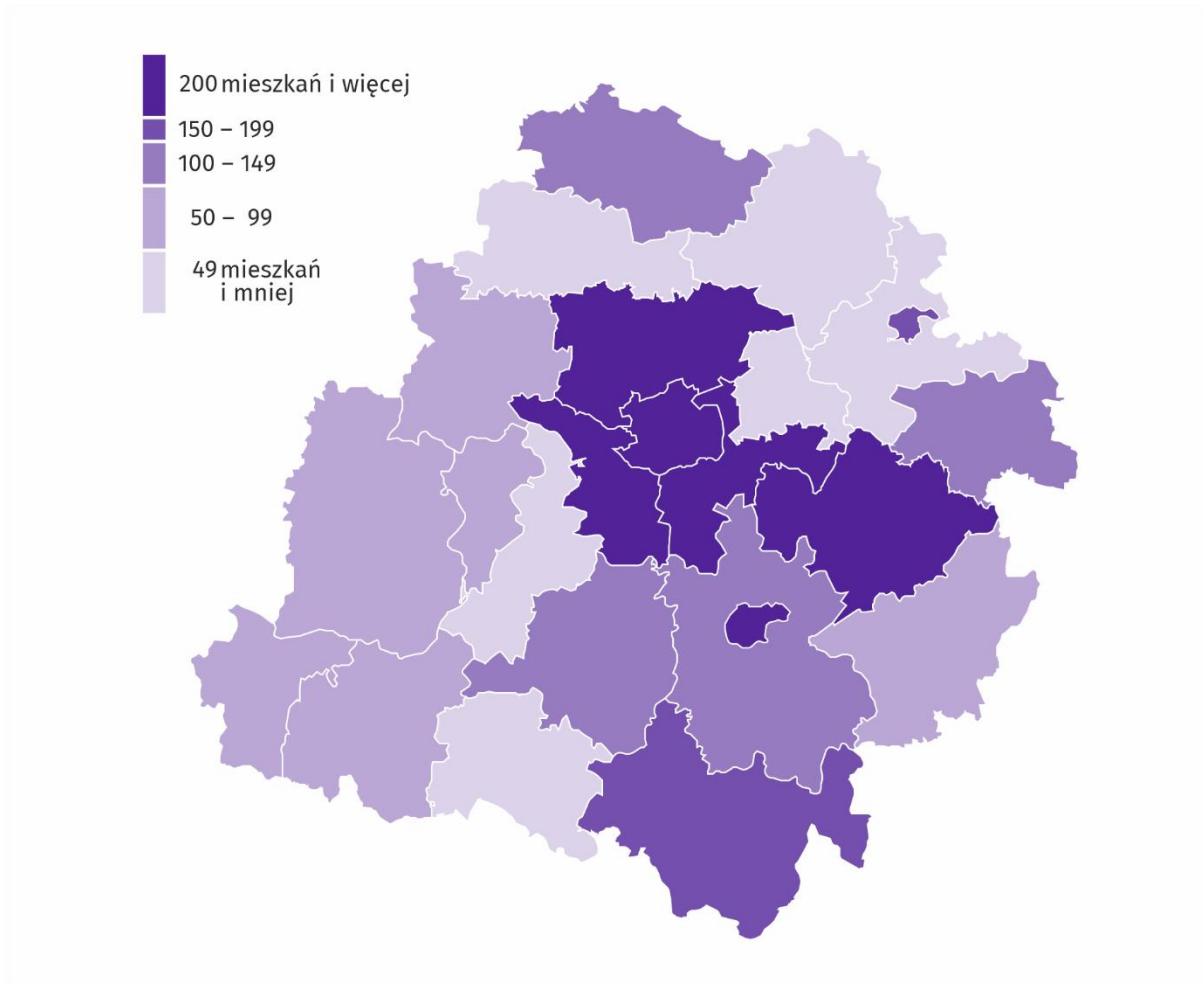 200 mieszkań i więcej
150 – 199
100 – 149
50 – 99
49 mieszkań
i mniej